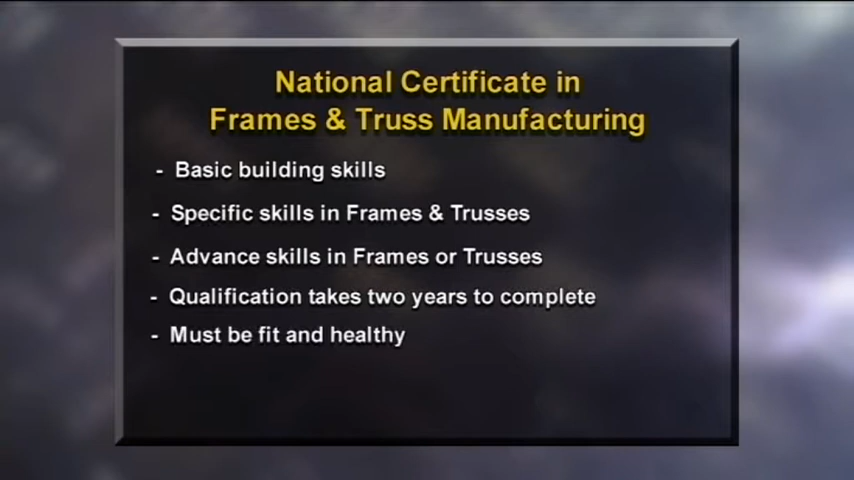 National Certificate in
Frames & Truss Manufacturing
- Basic building skills
- Specific skills in Frames & Trusses
- Advance skills in Frames or Trusses
- Qualification takes two years to complete
- Must be fit and healthy